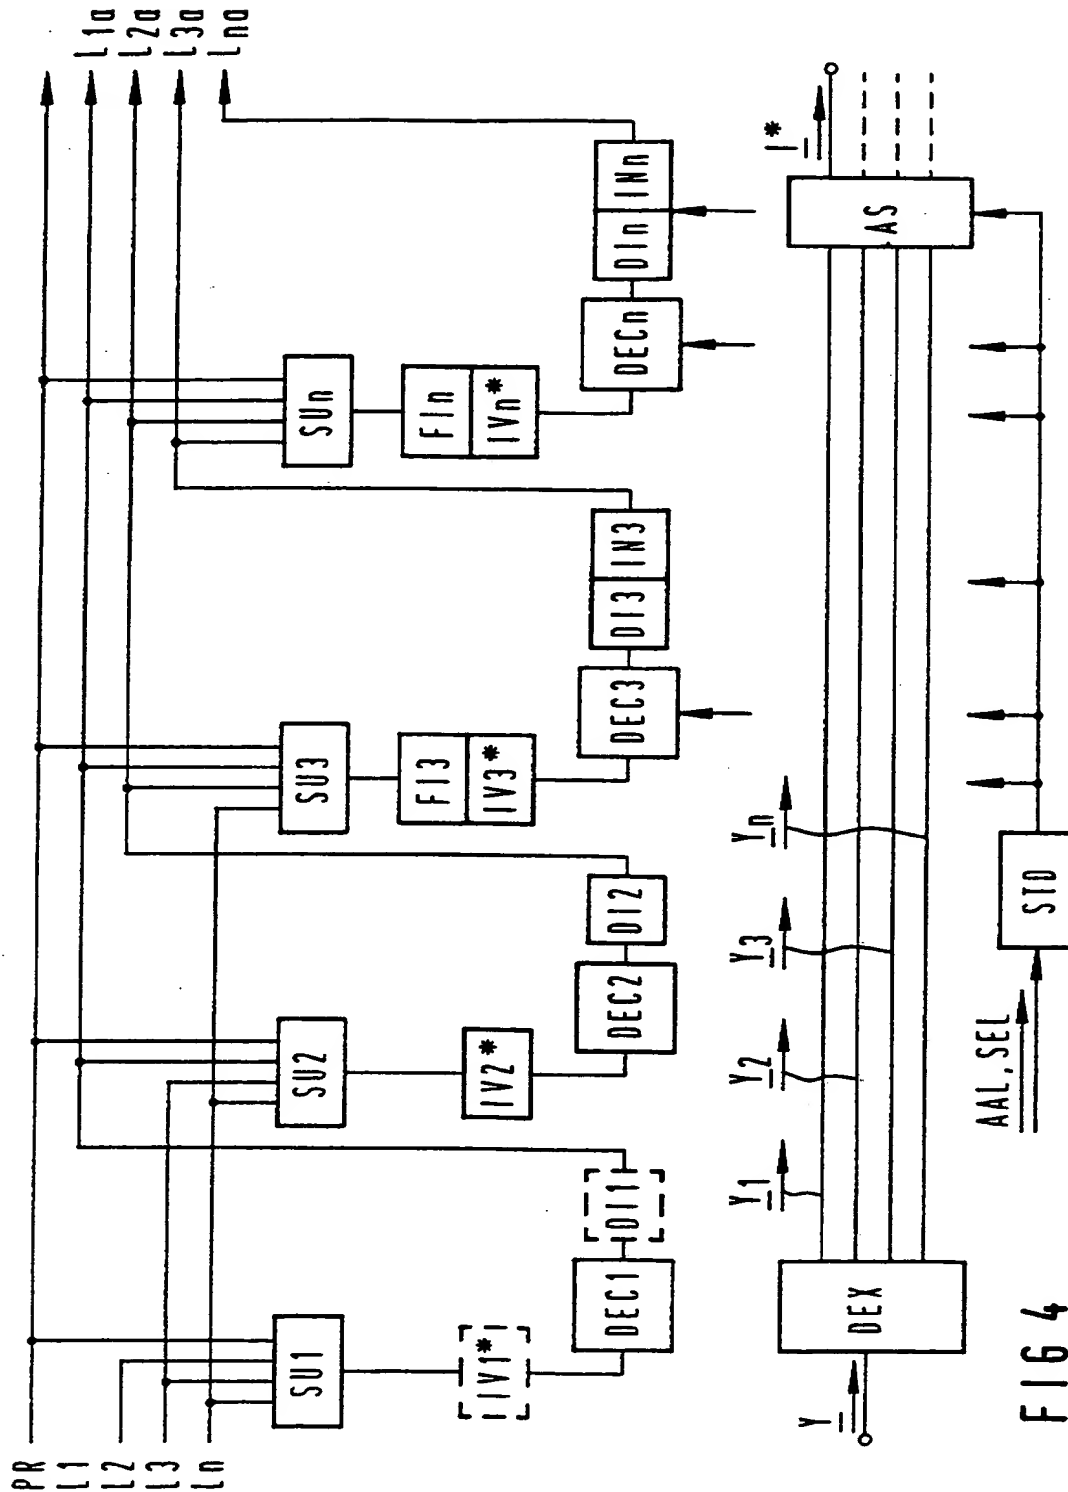 PR
L1
L2
L3
Ln
L1a
L2a
L3a
Lna
SU1
SU2
SU3
SUn
IV1*
IV2*
FI3
IV3*
FIn
IVn*
DEC1
DI1
DEC2
DI2
DEC3
DI3
IN3
DECn
DIn
INn
Y
DEX
Y1
Y2
Y3
Yn
AS
I*
AAL,SEL
STD
FIG 4